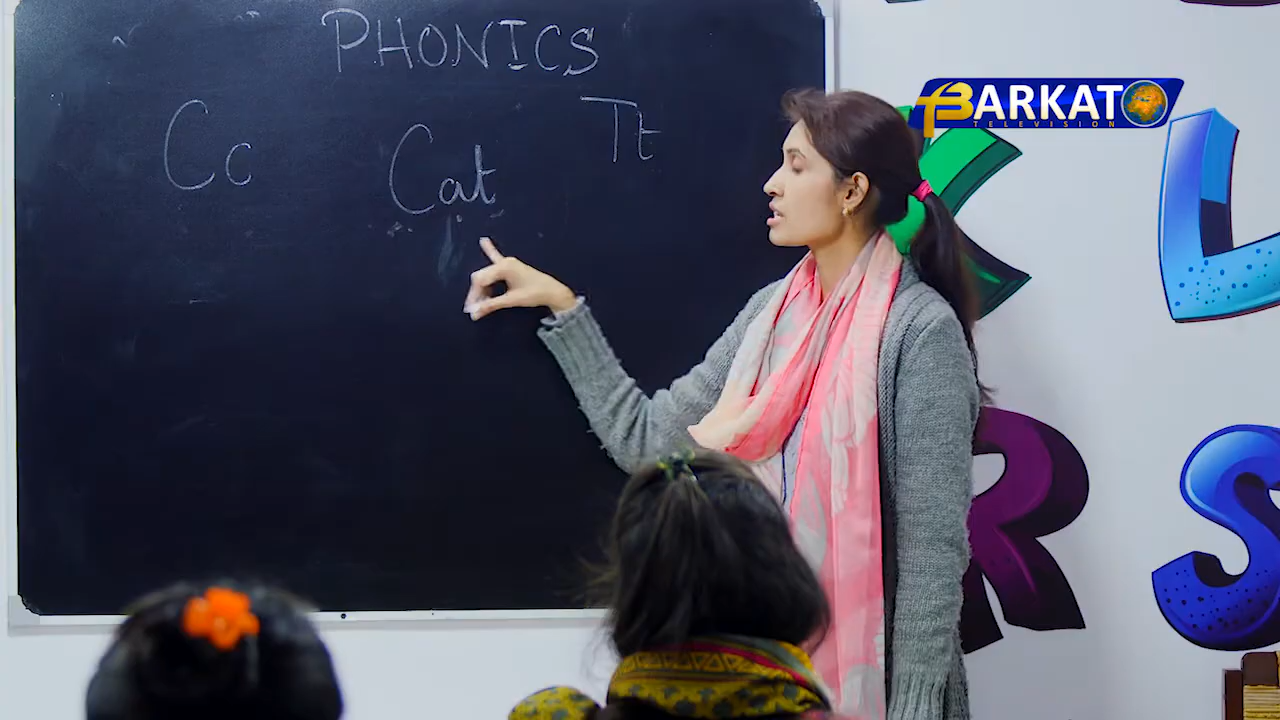 PHONICS
Cc Cat Tt
BARKAT
TELEVISION
K L
R S